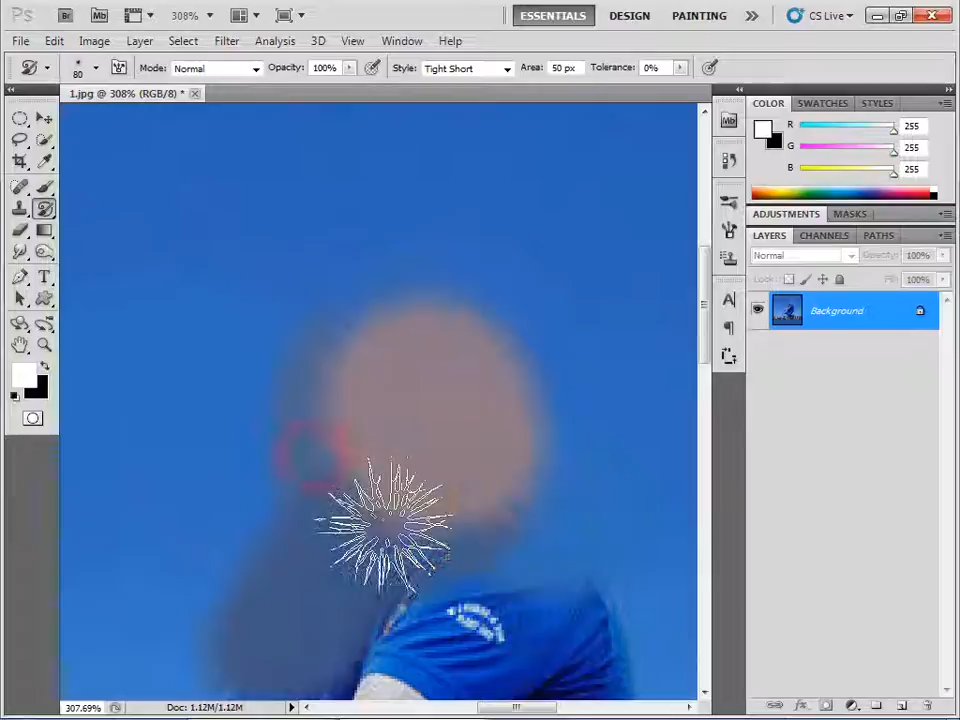 Ps Br Mb 308% ESSENTIALS DESIGN PAINTING CS Live
File Edit Image Layer Select Filter Analysis 3D View Window Help
80 Mode: Normal Opacity: 100% Style: Tight Short Area: 50 px Tolerance: 0%
1.jpg @ 308% (RGB/8) *
COLOR SWATCHES STYLES
R 255
G 255
B 255
ADJUSTMENTS MASKS
LAYERS CHANNELS PATHS
Normal Opacity: 100%
Lock: Fill: 100%
Background
307.69% Doc: 1.12M/1.12M